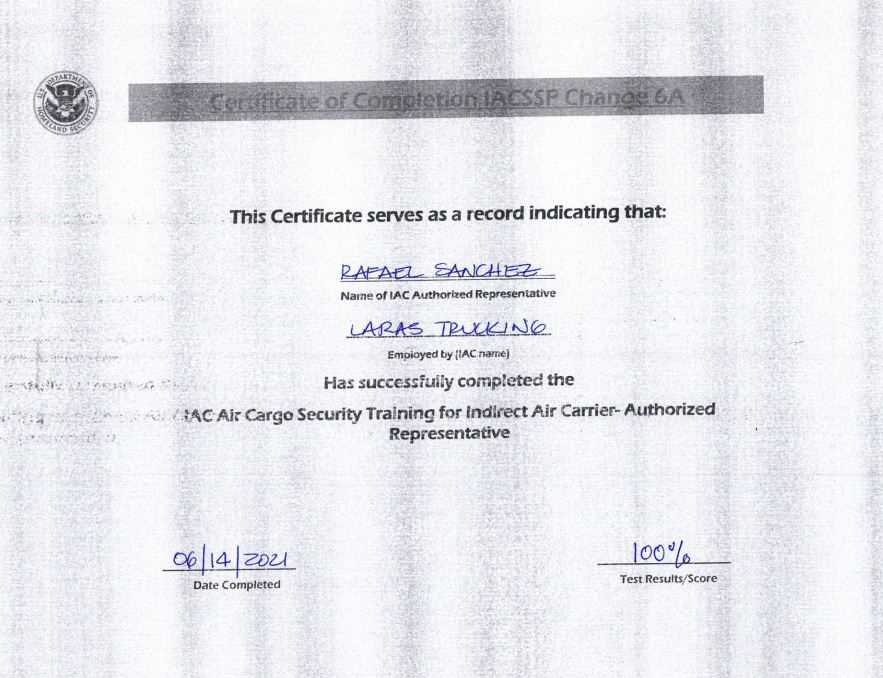 U.S. DEPARTMENT OF HOMELAND SECURITY
Certificate of Completion IACSSP Change 6A
This Certificate serves as a record indicating that:
RAFAEL SANCHEZ
Name of IAC Authorized Representative
LARAS TRUCKING
Employed by (IAC name)
Has successfully completed the
IAC Air Cargo Security Training for Indirect Air Carrier- Authorized
Representative
06/14/2021
Date Completed
100%
Test Results/Score